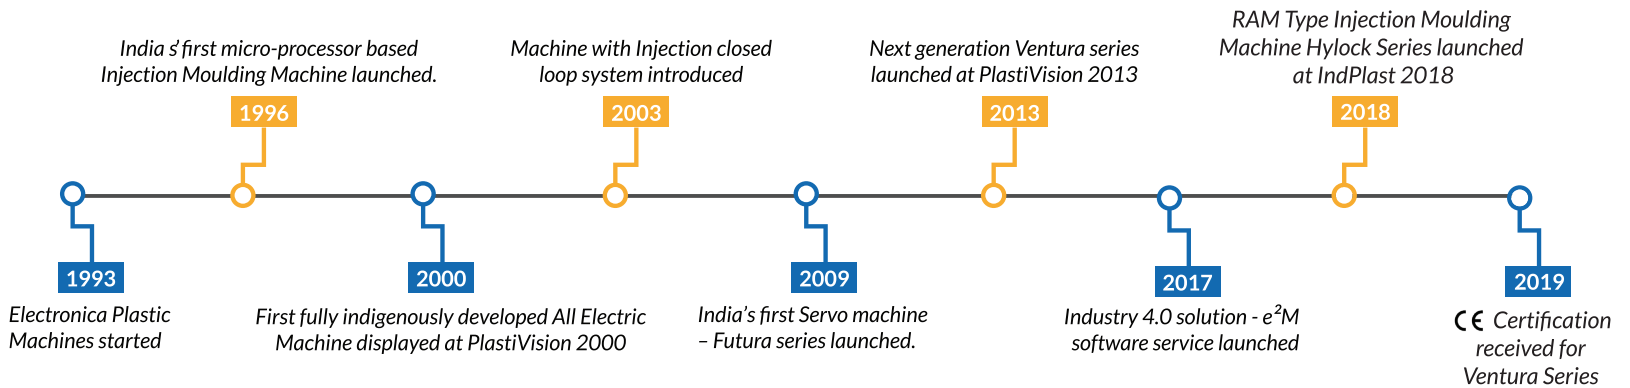 India s’ first micro-processor based
Injection Moulding Machine launched.
1996
Machine with Injection closed
loop system introduced
2003
Next generation Ventura series
launched at PlastiVision 2013
2013
RAM Type Injection Moulding
Machine Hylock Series launched
at IndPlast 2018
2018
1993
Electronica Plastic
Machines started
2000
First fully indigenously developed All Electric
Machine displayed at PlastiVision 2000
2009
India’s first Servo machine
– Futura series launched.
2017
Industry 4.0 solution - e²M
software service launched
2019
CE Certification
received for
Ventura Series